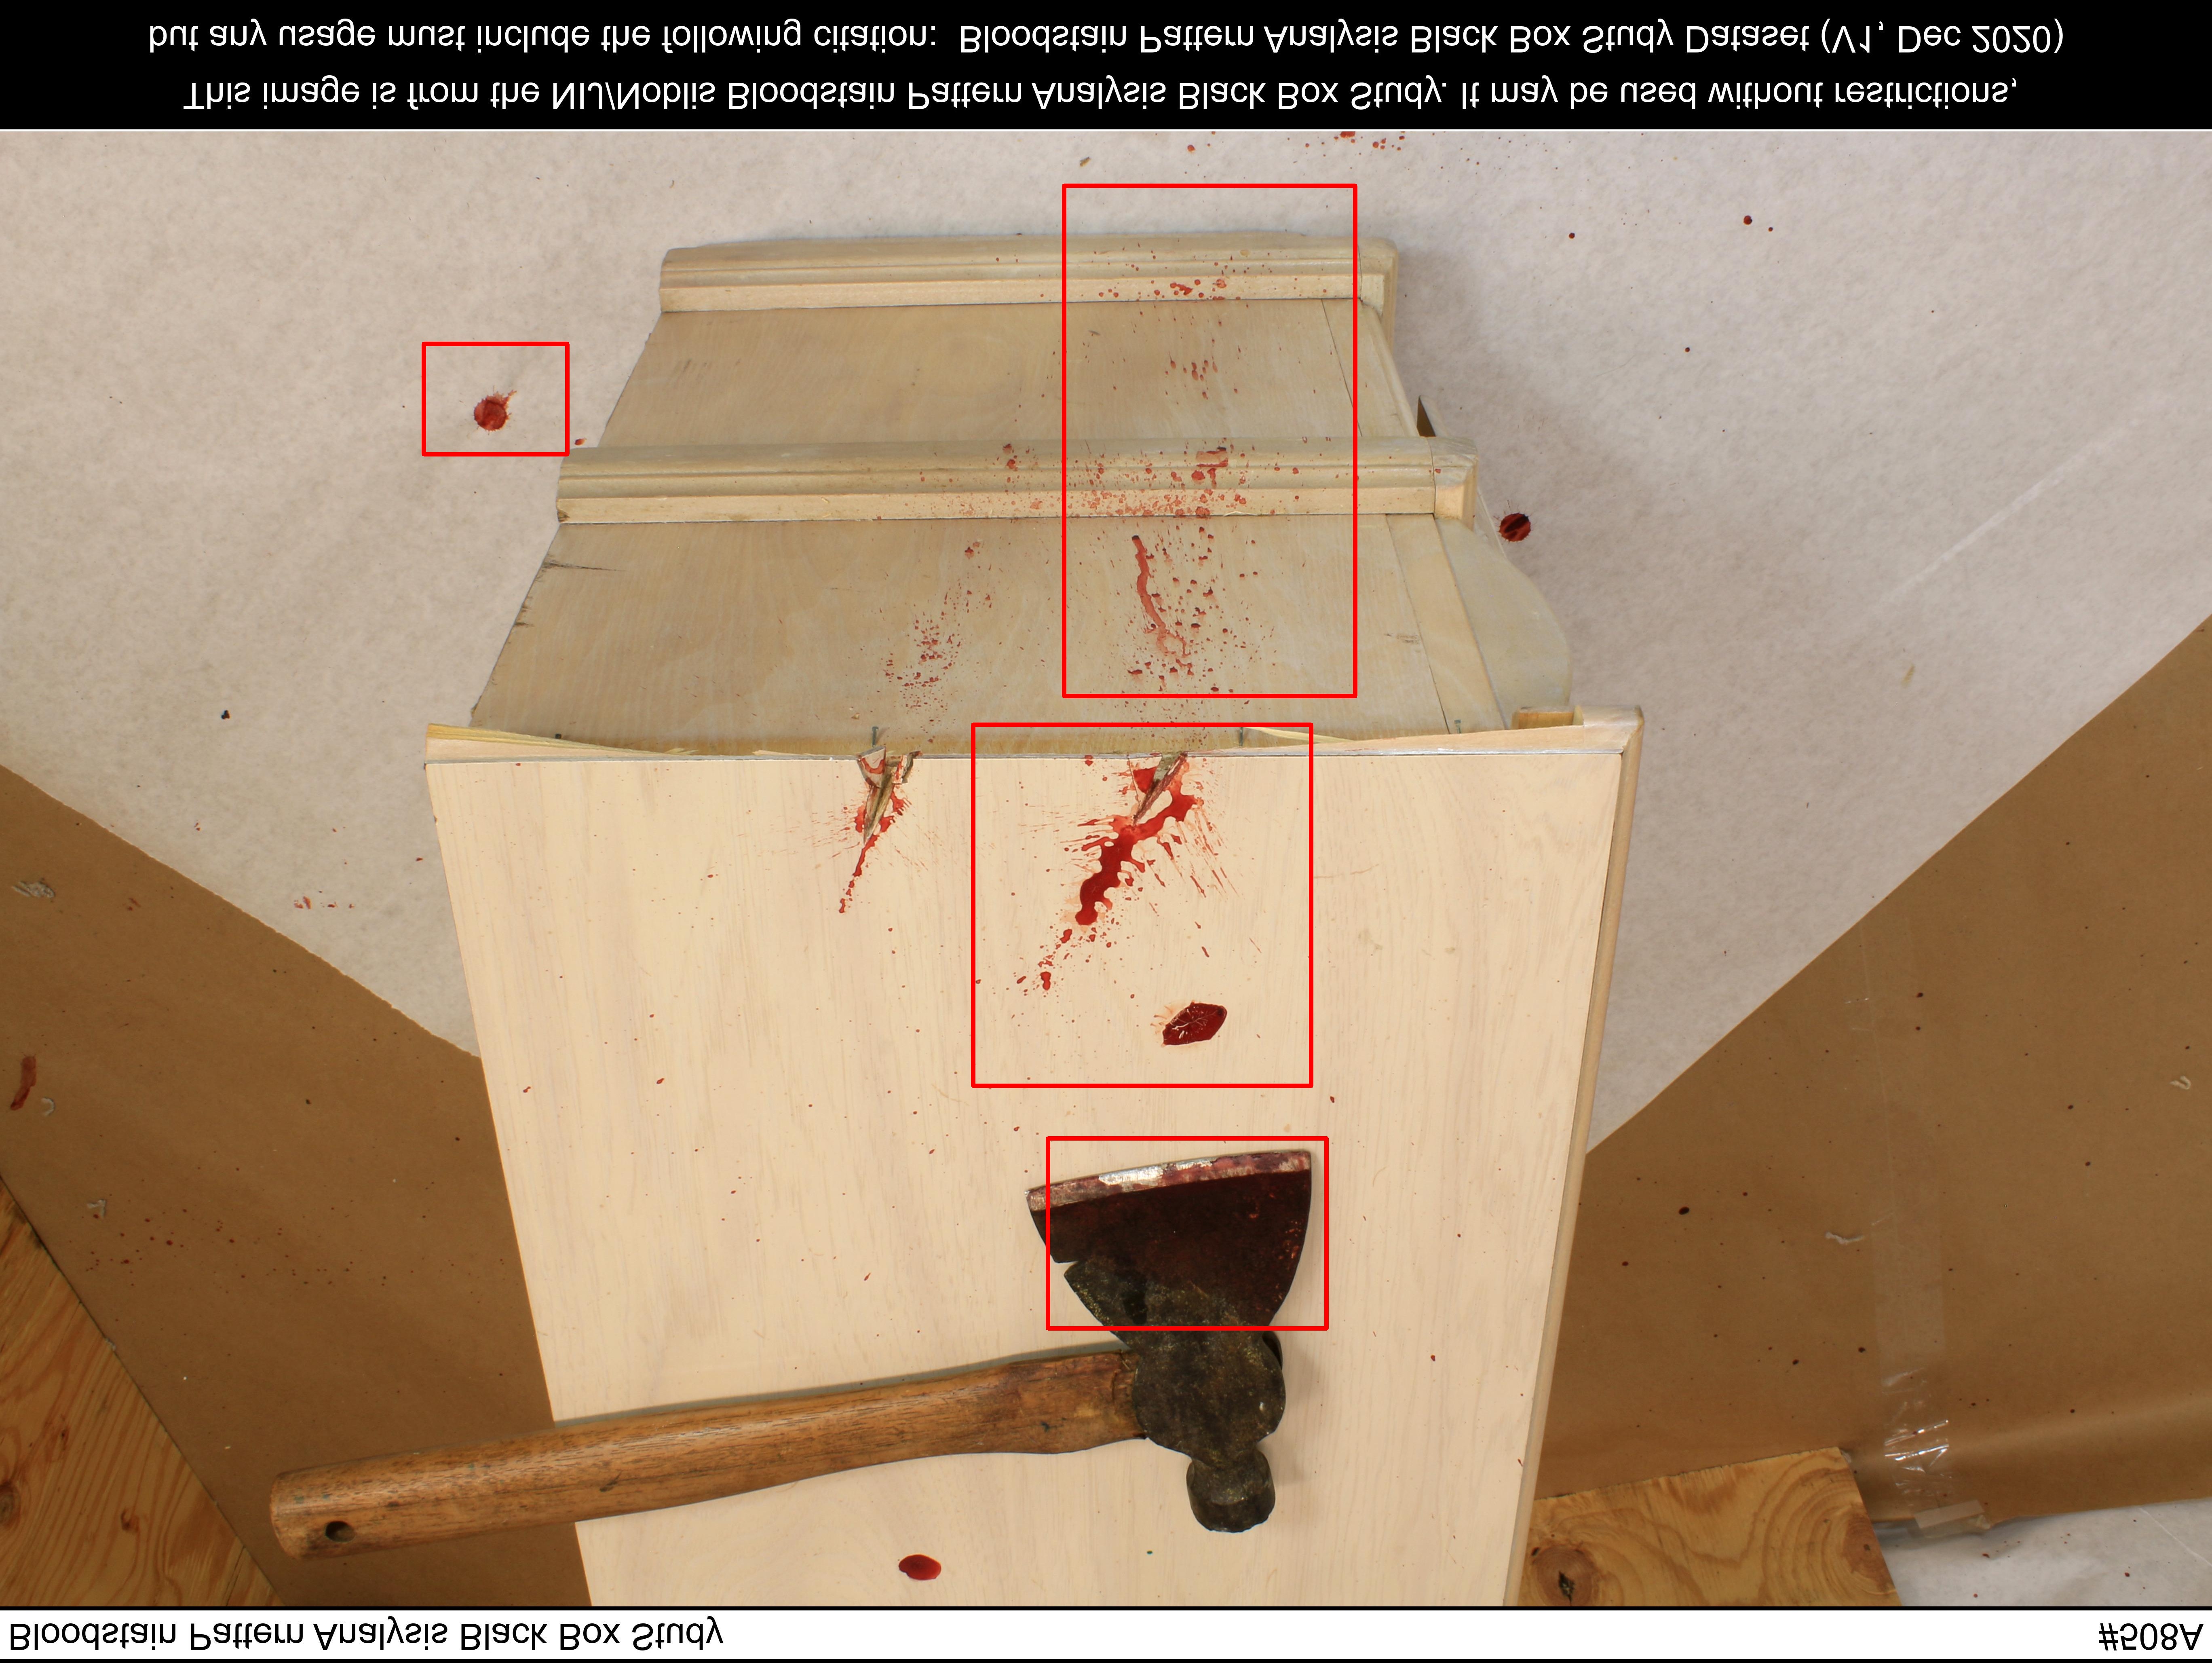 Bloodstain Pattern Analysis Black Box Study #508A
This image is from the NIJ/Noblis Bloodstain Pattern Analysis Black Box Study. It may be used without restrictions,
but any usage must include the following citation: Bloodstain Pattern Analysis Black Box Study Dataset (V1, Dec 2020)